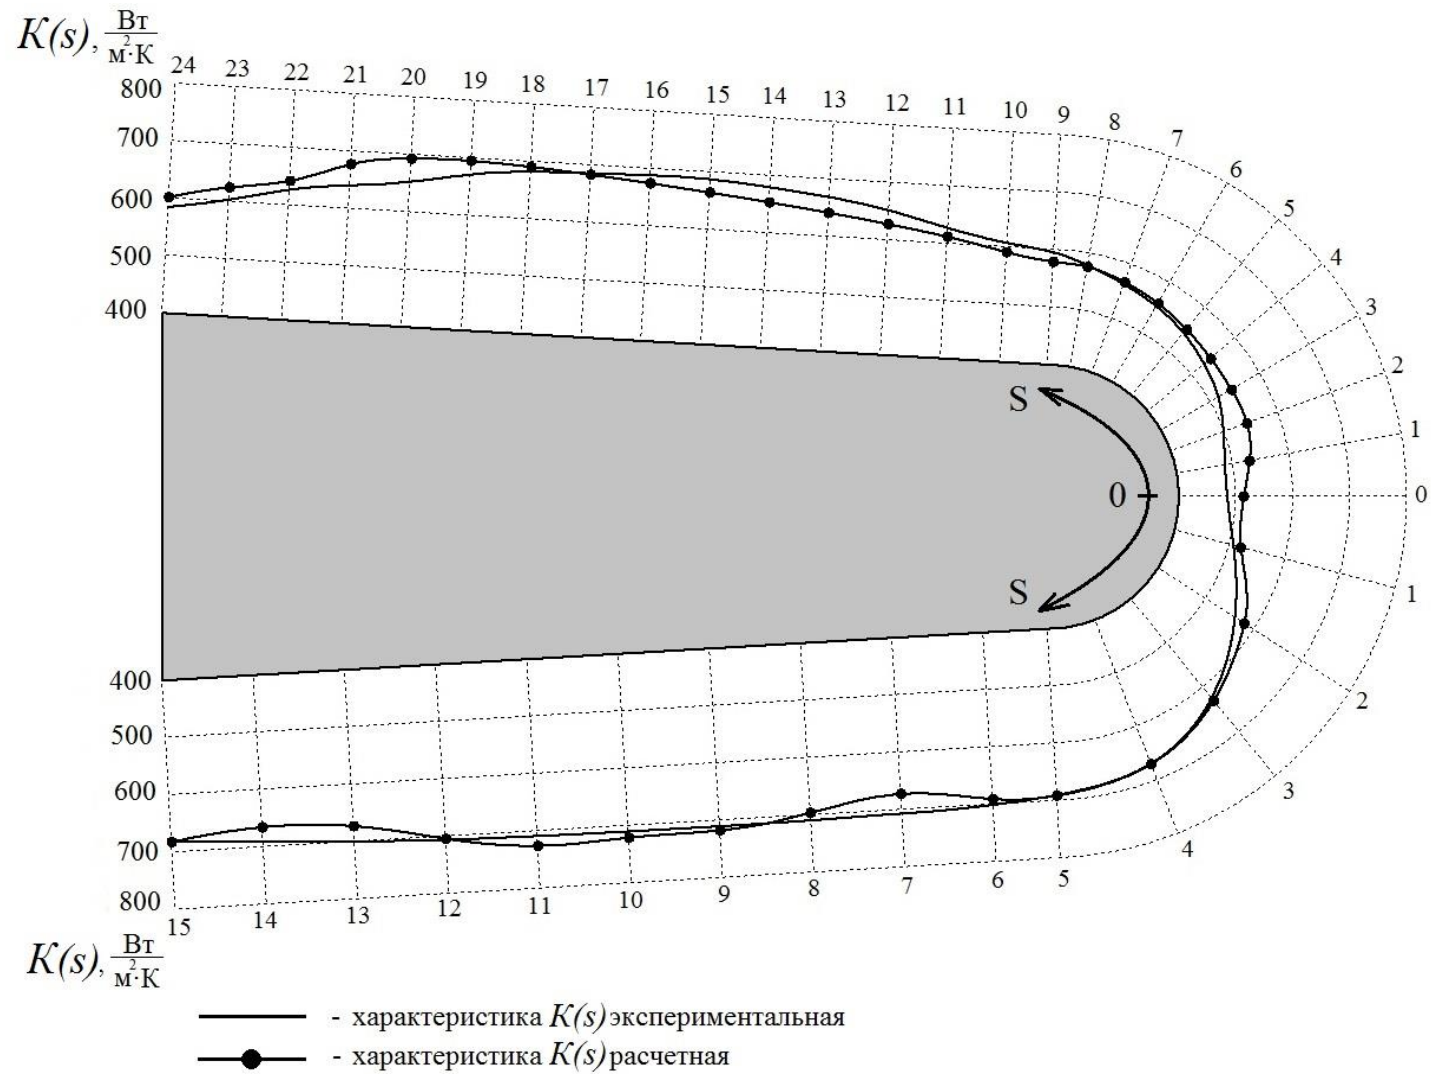 К(s), Вт
м²·К
24 23 22 21 20 19 18 17 16 15 14 13 12 11 10 9 8 7 6 5 4 3 2 1 0
800
700
600
500
400
S
0
S
400
500
600
700
800
15 14 13 12 11 10 9 8 7 6 5 4 3 2 1
К(s), Вт
м²·К
- характеристика К(s) экспериментальная
- характеристика К(s) расчетная